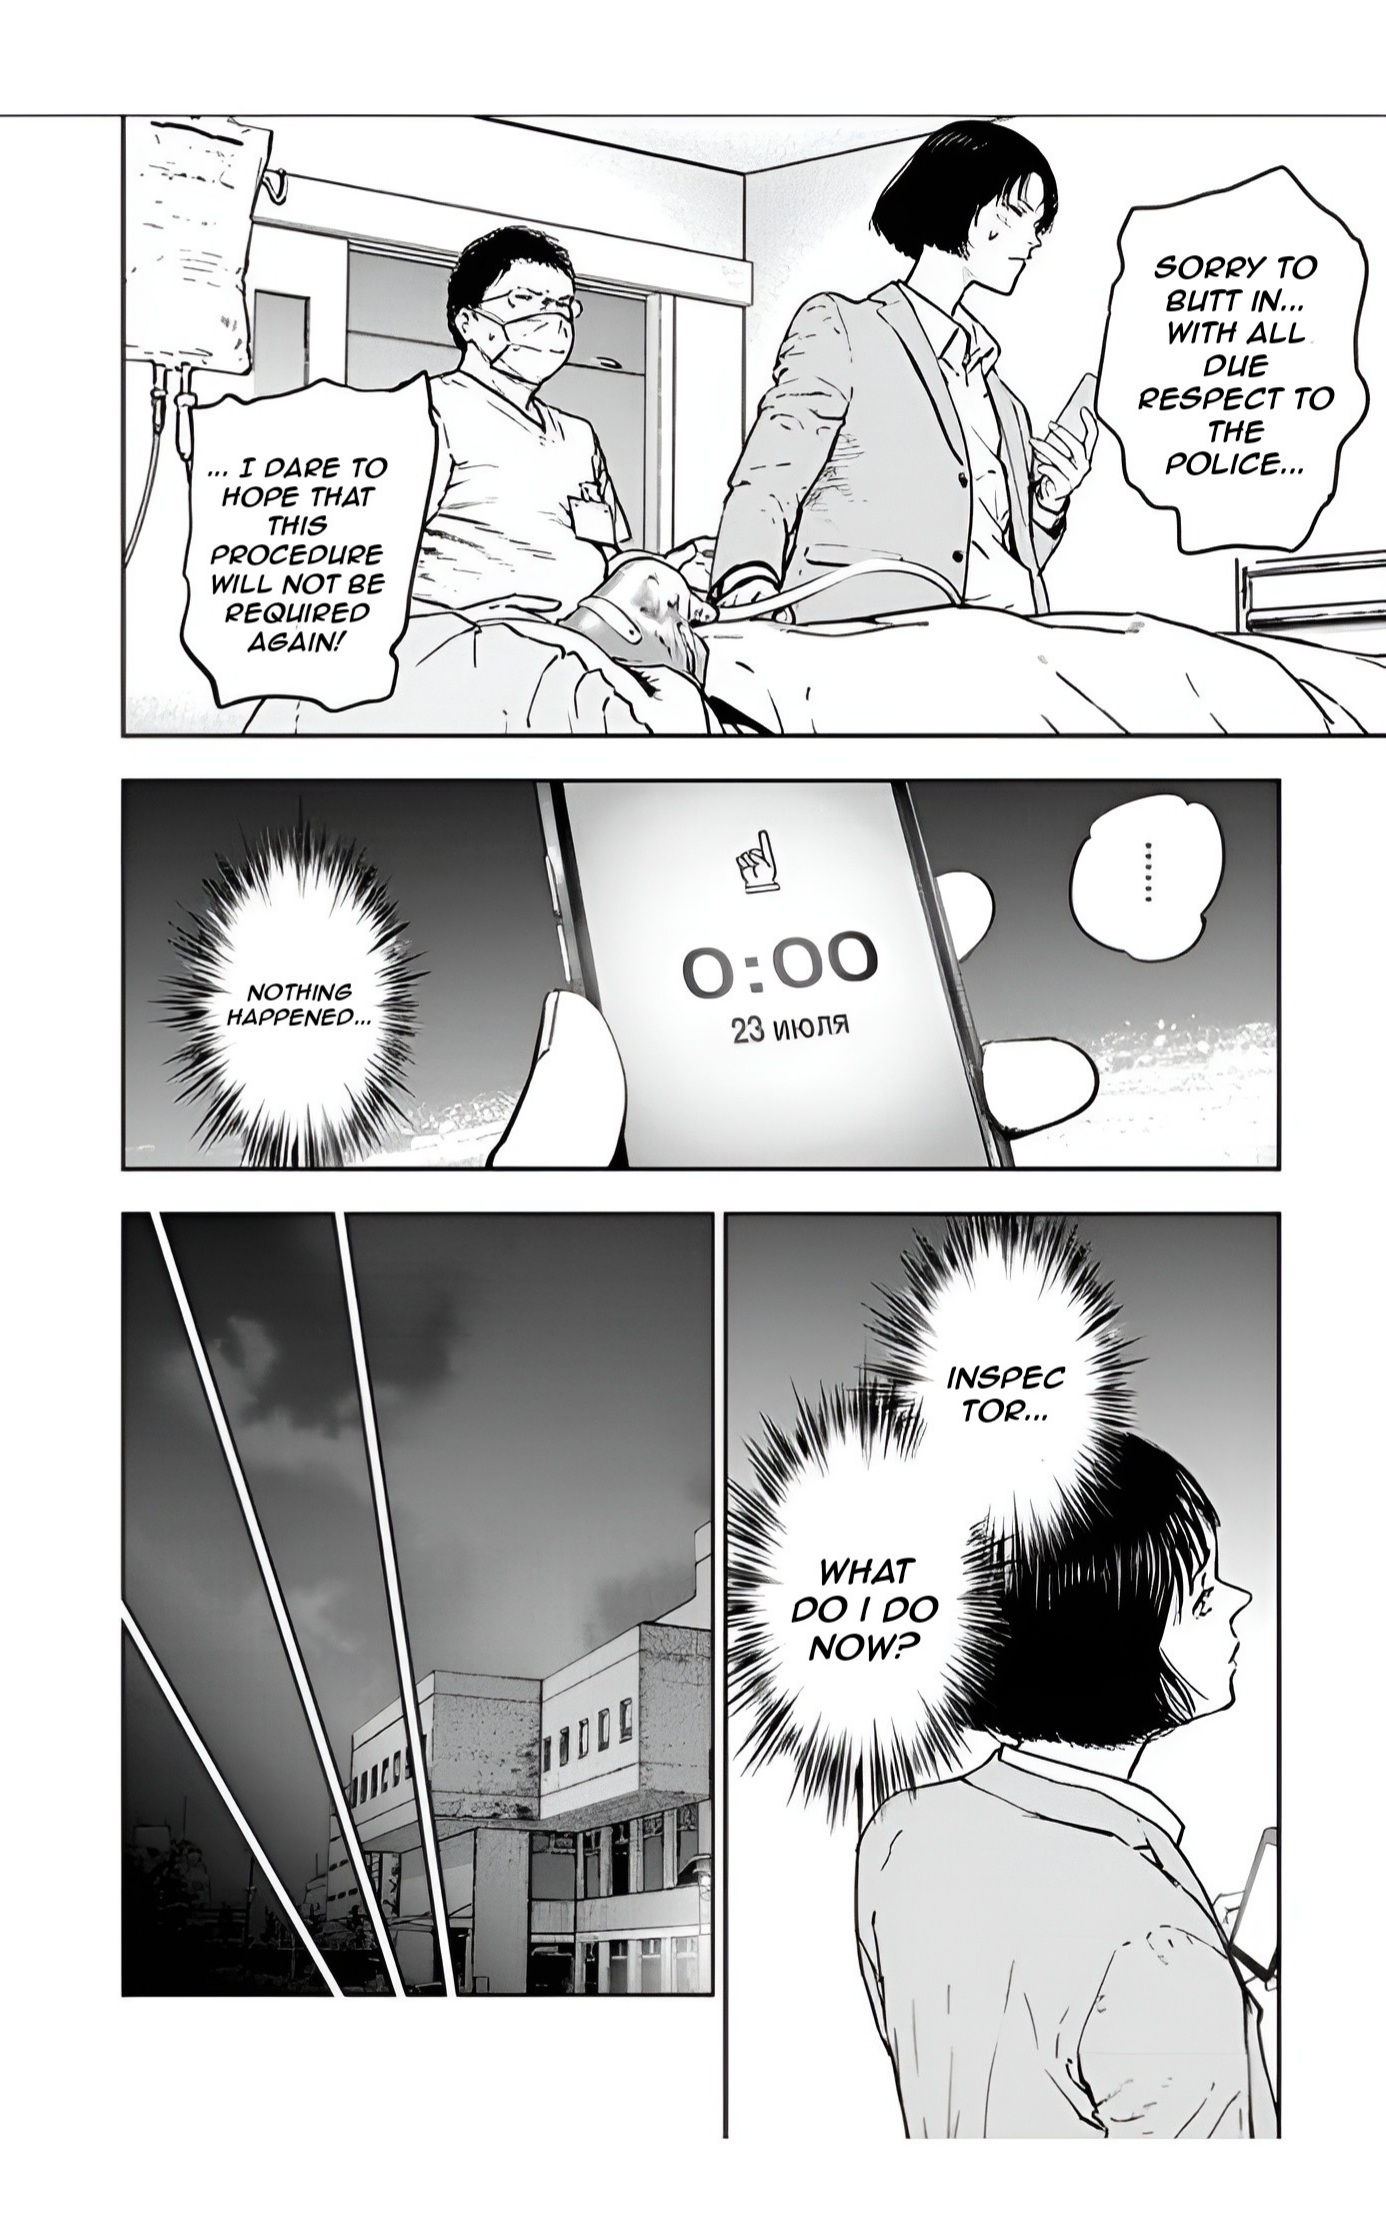 SORRY TO
BUTT IN...
WITH ALL
DUE
RESPECT TO
THE
POLICE...
... I DARE TO
HOPE THAT
THIS
PROCEDURE
WILL NOT BE
REQUIRED
AGAIN!
.......
0:00
23 июля
NOTHING
HAPPENED...
INSPEC
TOR...
WHAT
DO I DO
NOW?